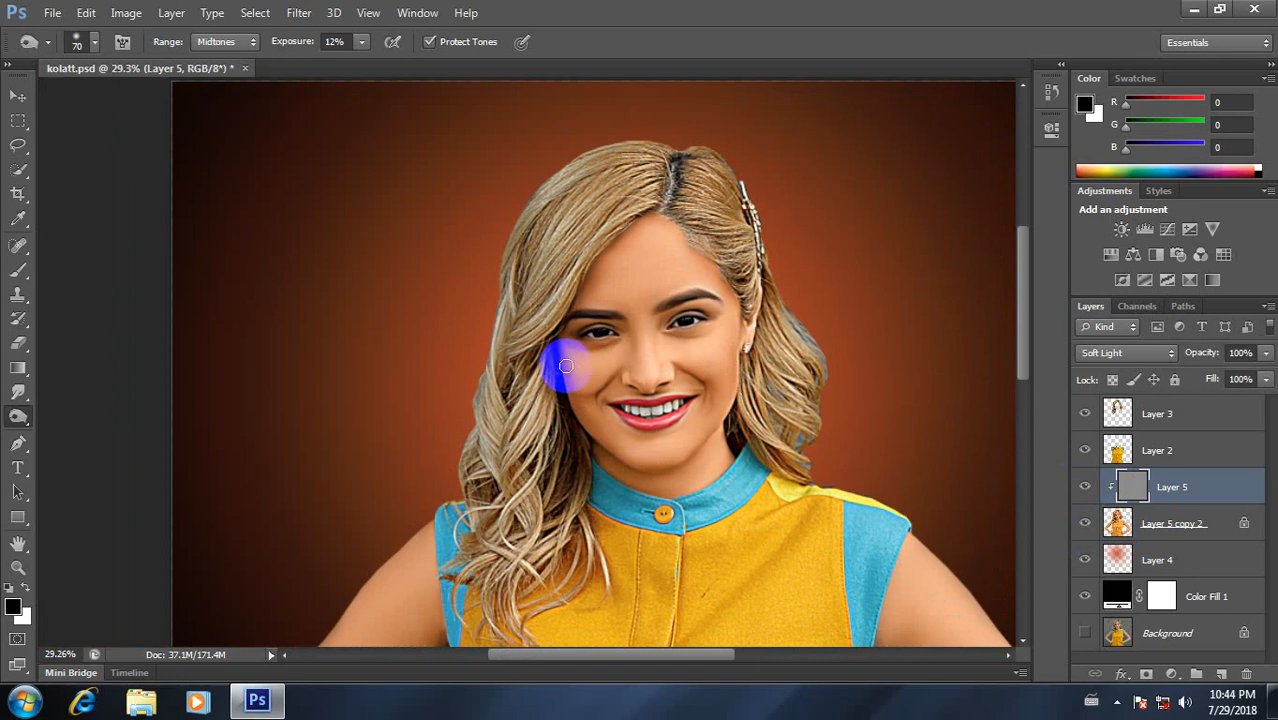 Ps File Edit Image Layer Type Select Filter 3D View Window Help
70 Range: Midtones Exposure: 12% Protect Tones Essentials
kolatt.psd @ 29.3% (Layer 5, RGB/8*) * ×
Color Swatches
R 0
G 0
B 0
Adjustments Styles
Add an adjustment
Layers Channels Paths
Kind
Soft Light Opacity: 100%
Lock: Fill: 100%
Layer 3
Layer 2
Layer 5
Layer 5 copy 2
Layer 4
Color Fill 1
Background
29.26% Doc: 37.1M/171.4M
Mini Bridge Timeline
Ps 10:44 PM
7/29/2018